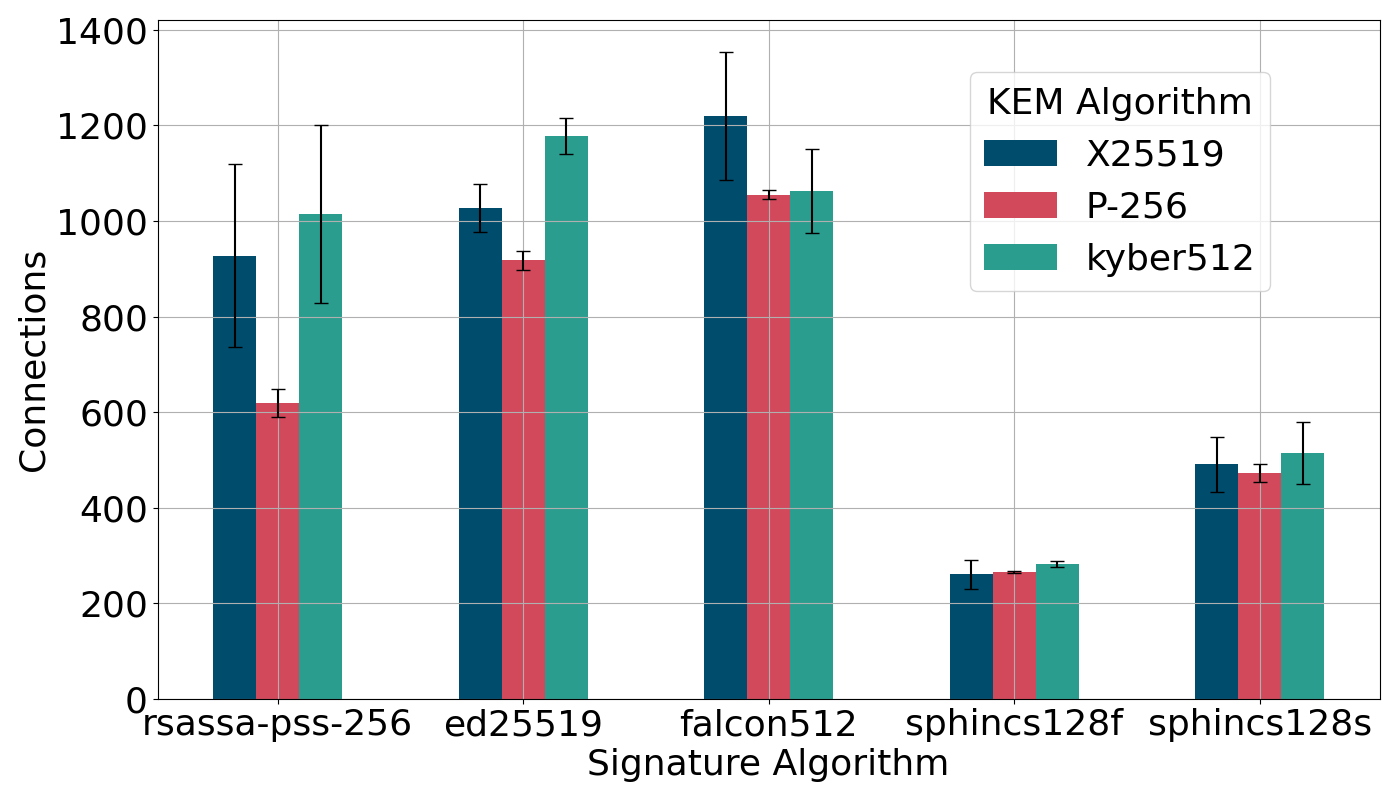 1400
1200
1000
800
600
400
200
0
Connections
KEM Algorithm
X25519
P-256
kyber512
rsassa-pss-256 ed25519 falcon512 sphincs128f sphincs128s
Signature Algorithm